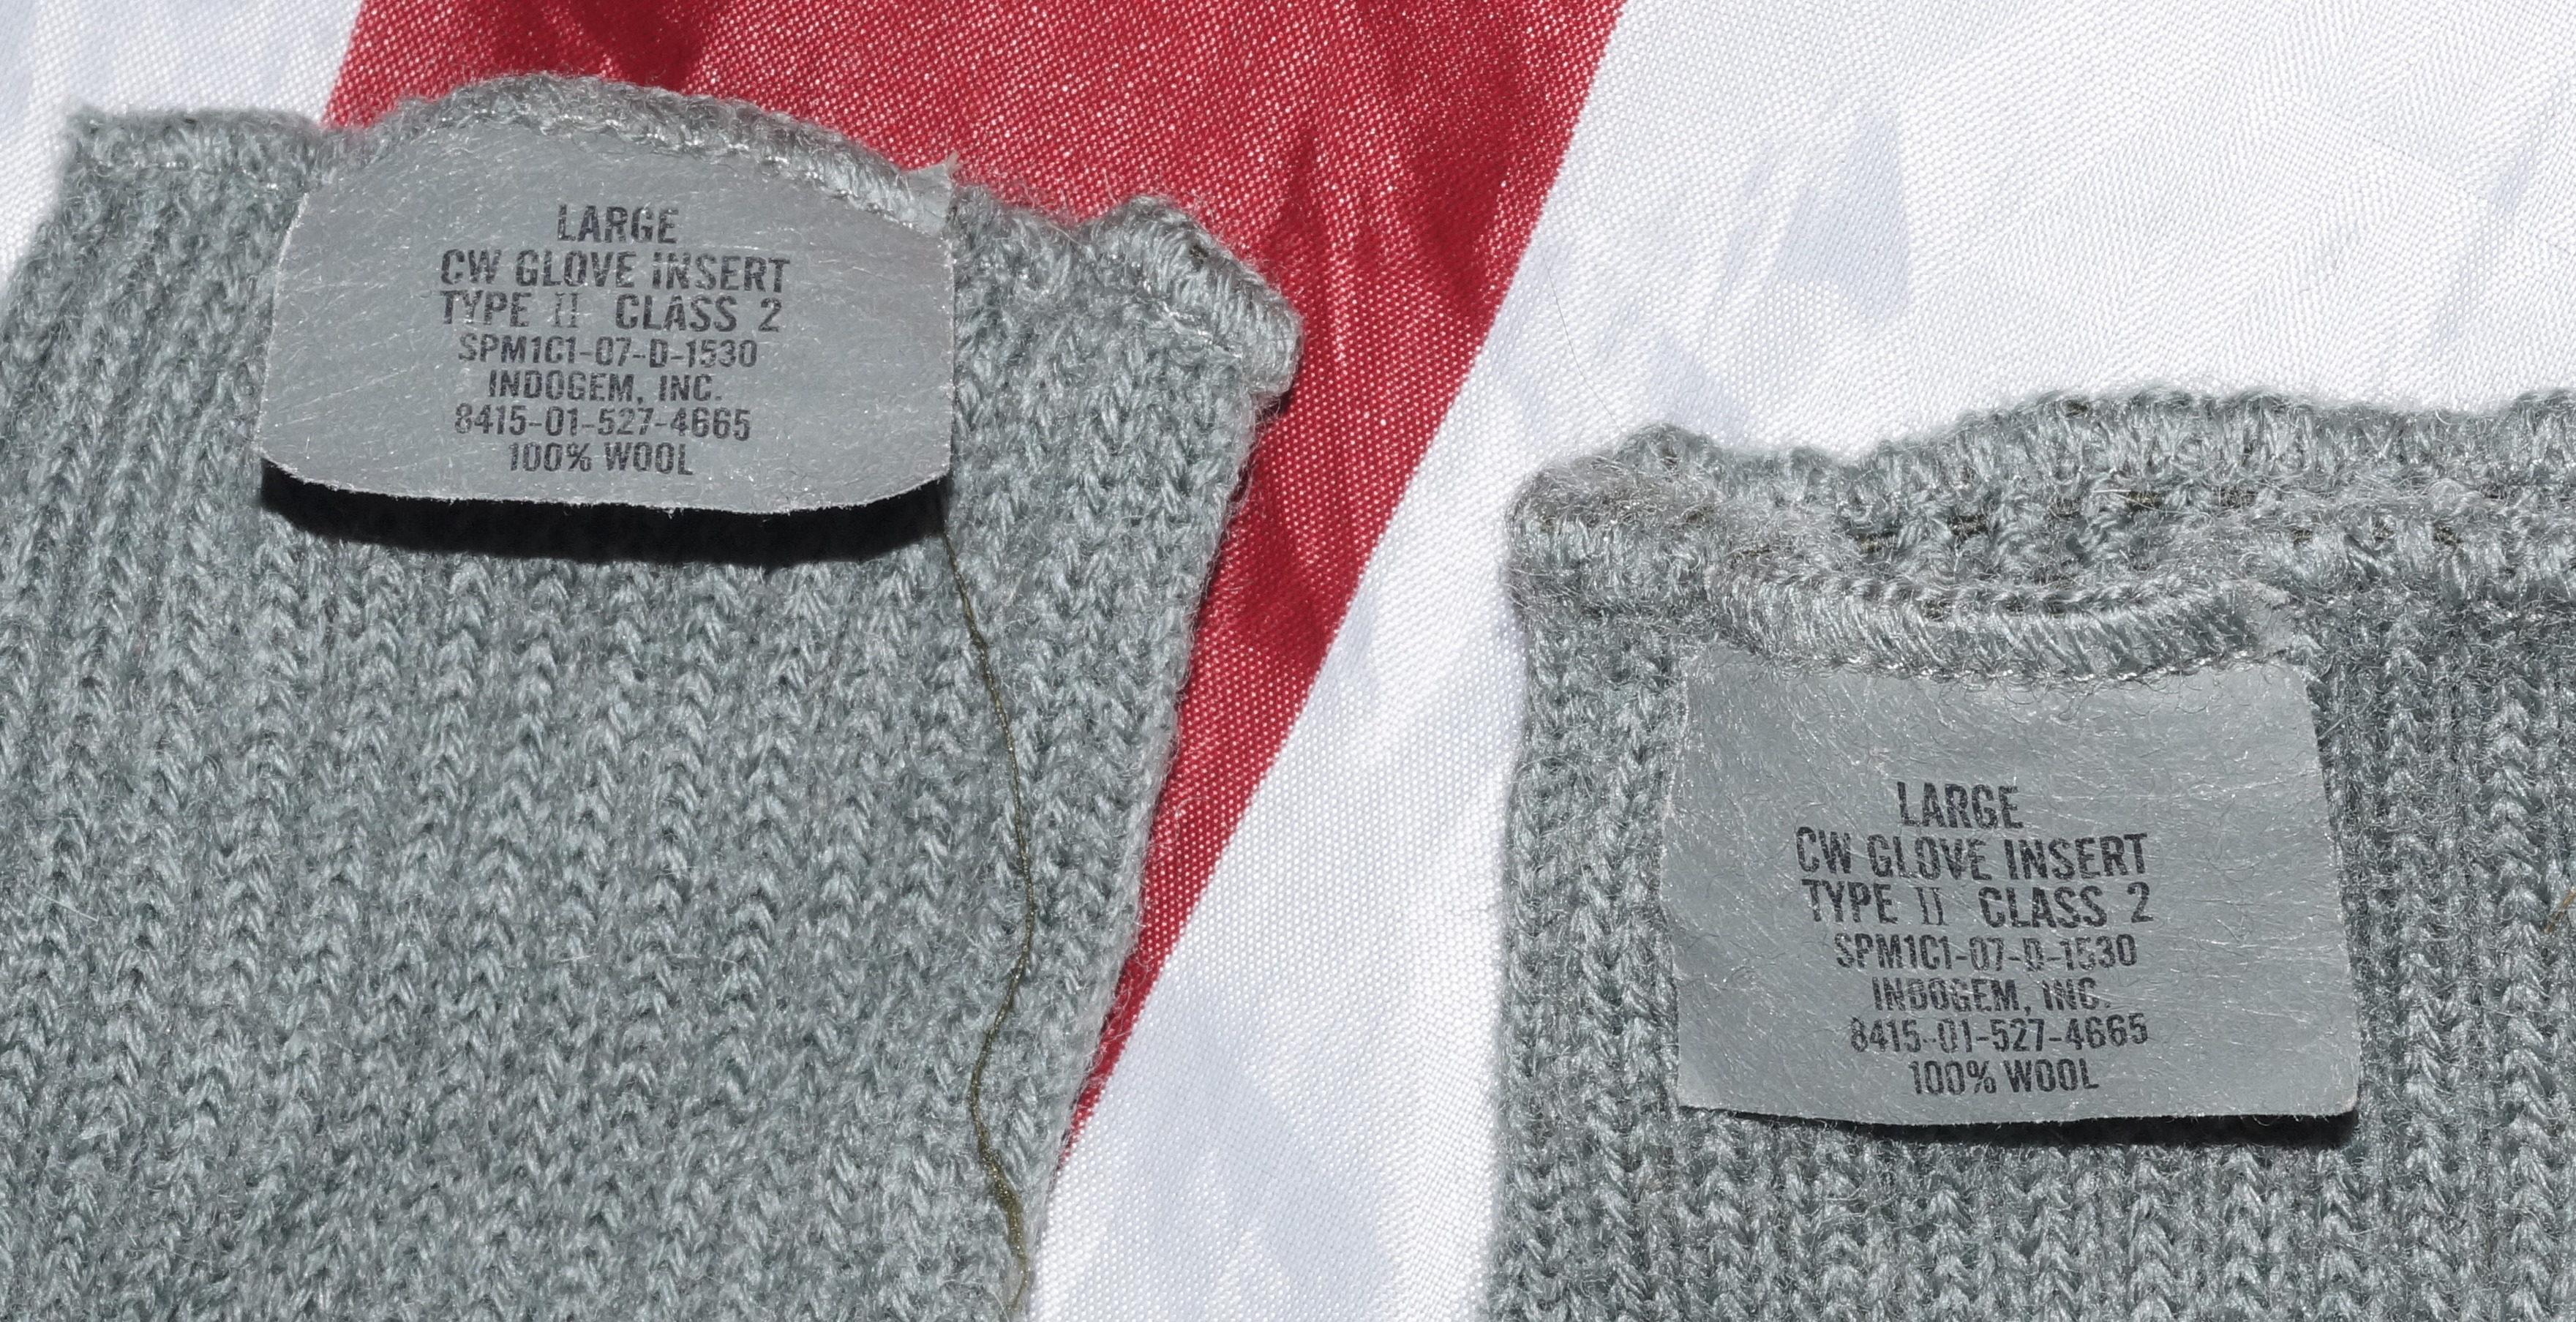 LARGE
CW GLOVE INSERT
TYPE II CLASS 2
SPM1C1-07-D-1530
INDOGEM, INC.
8415-01-527-4665
100% WOOL
LARGE
CW GLOVE INSERT
TYPE II CLASS 2
SPM1C1-07-D-1530
INDOGEM, INC.
8415-01-527-4665
100% WOOL